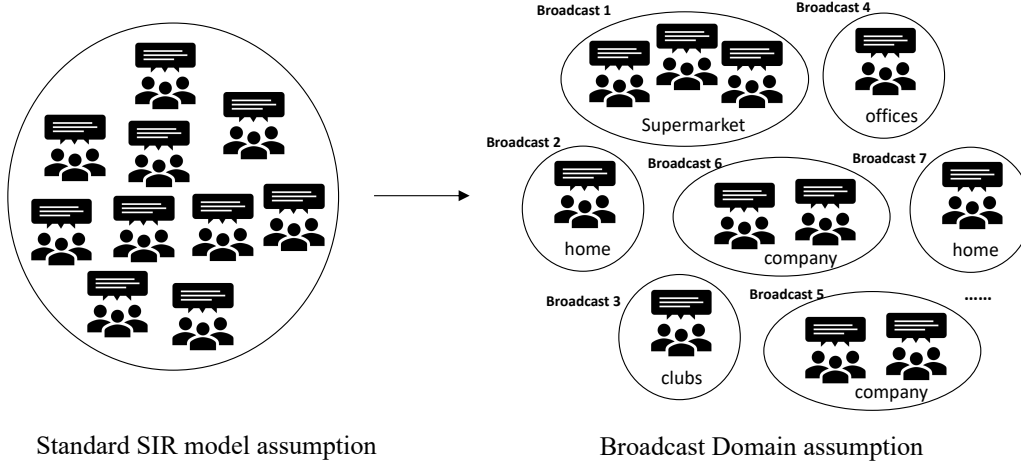 Broadcast 1
Broadcast 4
Supermarket
offices
Broadcast 2
Broadcast 6
Broadcast 7
home
company
home
Broadcast 3
Broadcast 5
......
clubs
company
Standard SIR model assumption
Broadcast Domain assumption